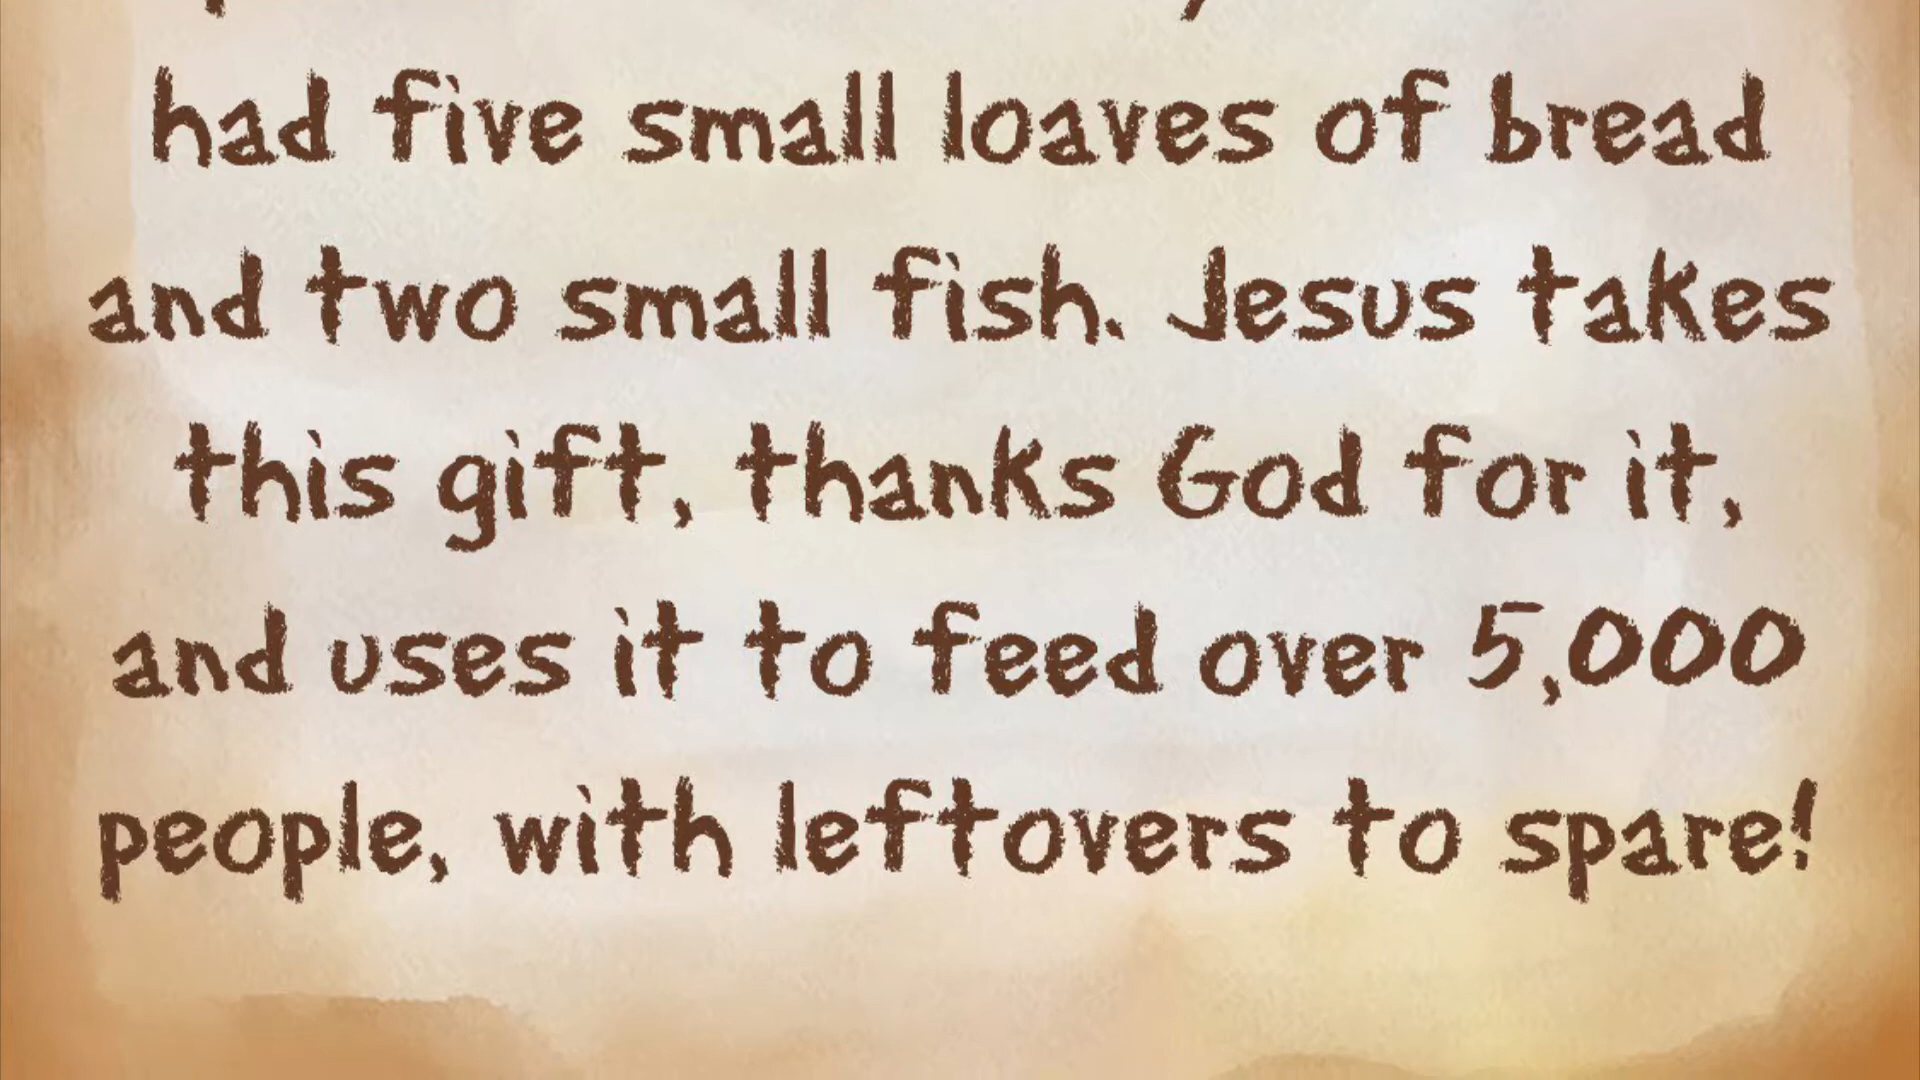 had five small loaves of bread
and two small fish. Jesus takes
this gift, thanks God for it,
and uses it to feed over 5,000
people, with leftovers to spare!